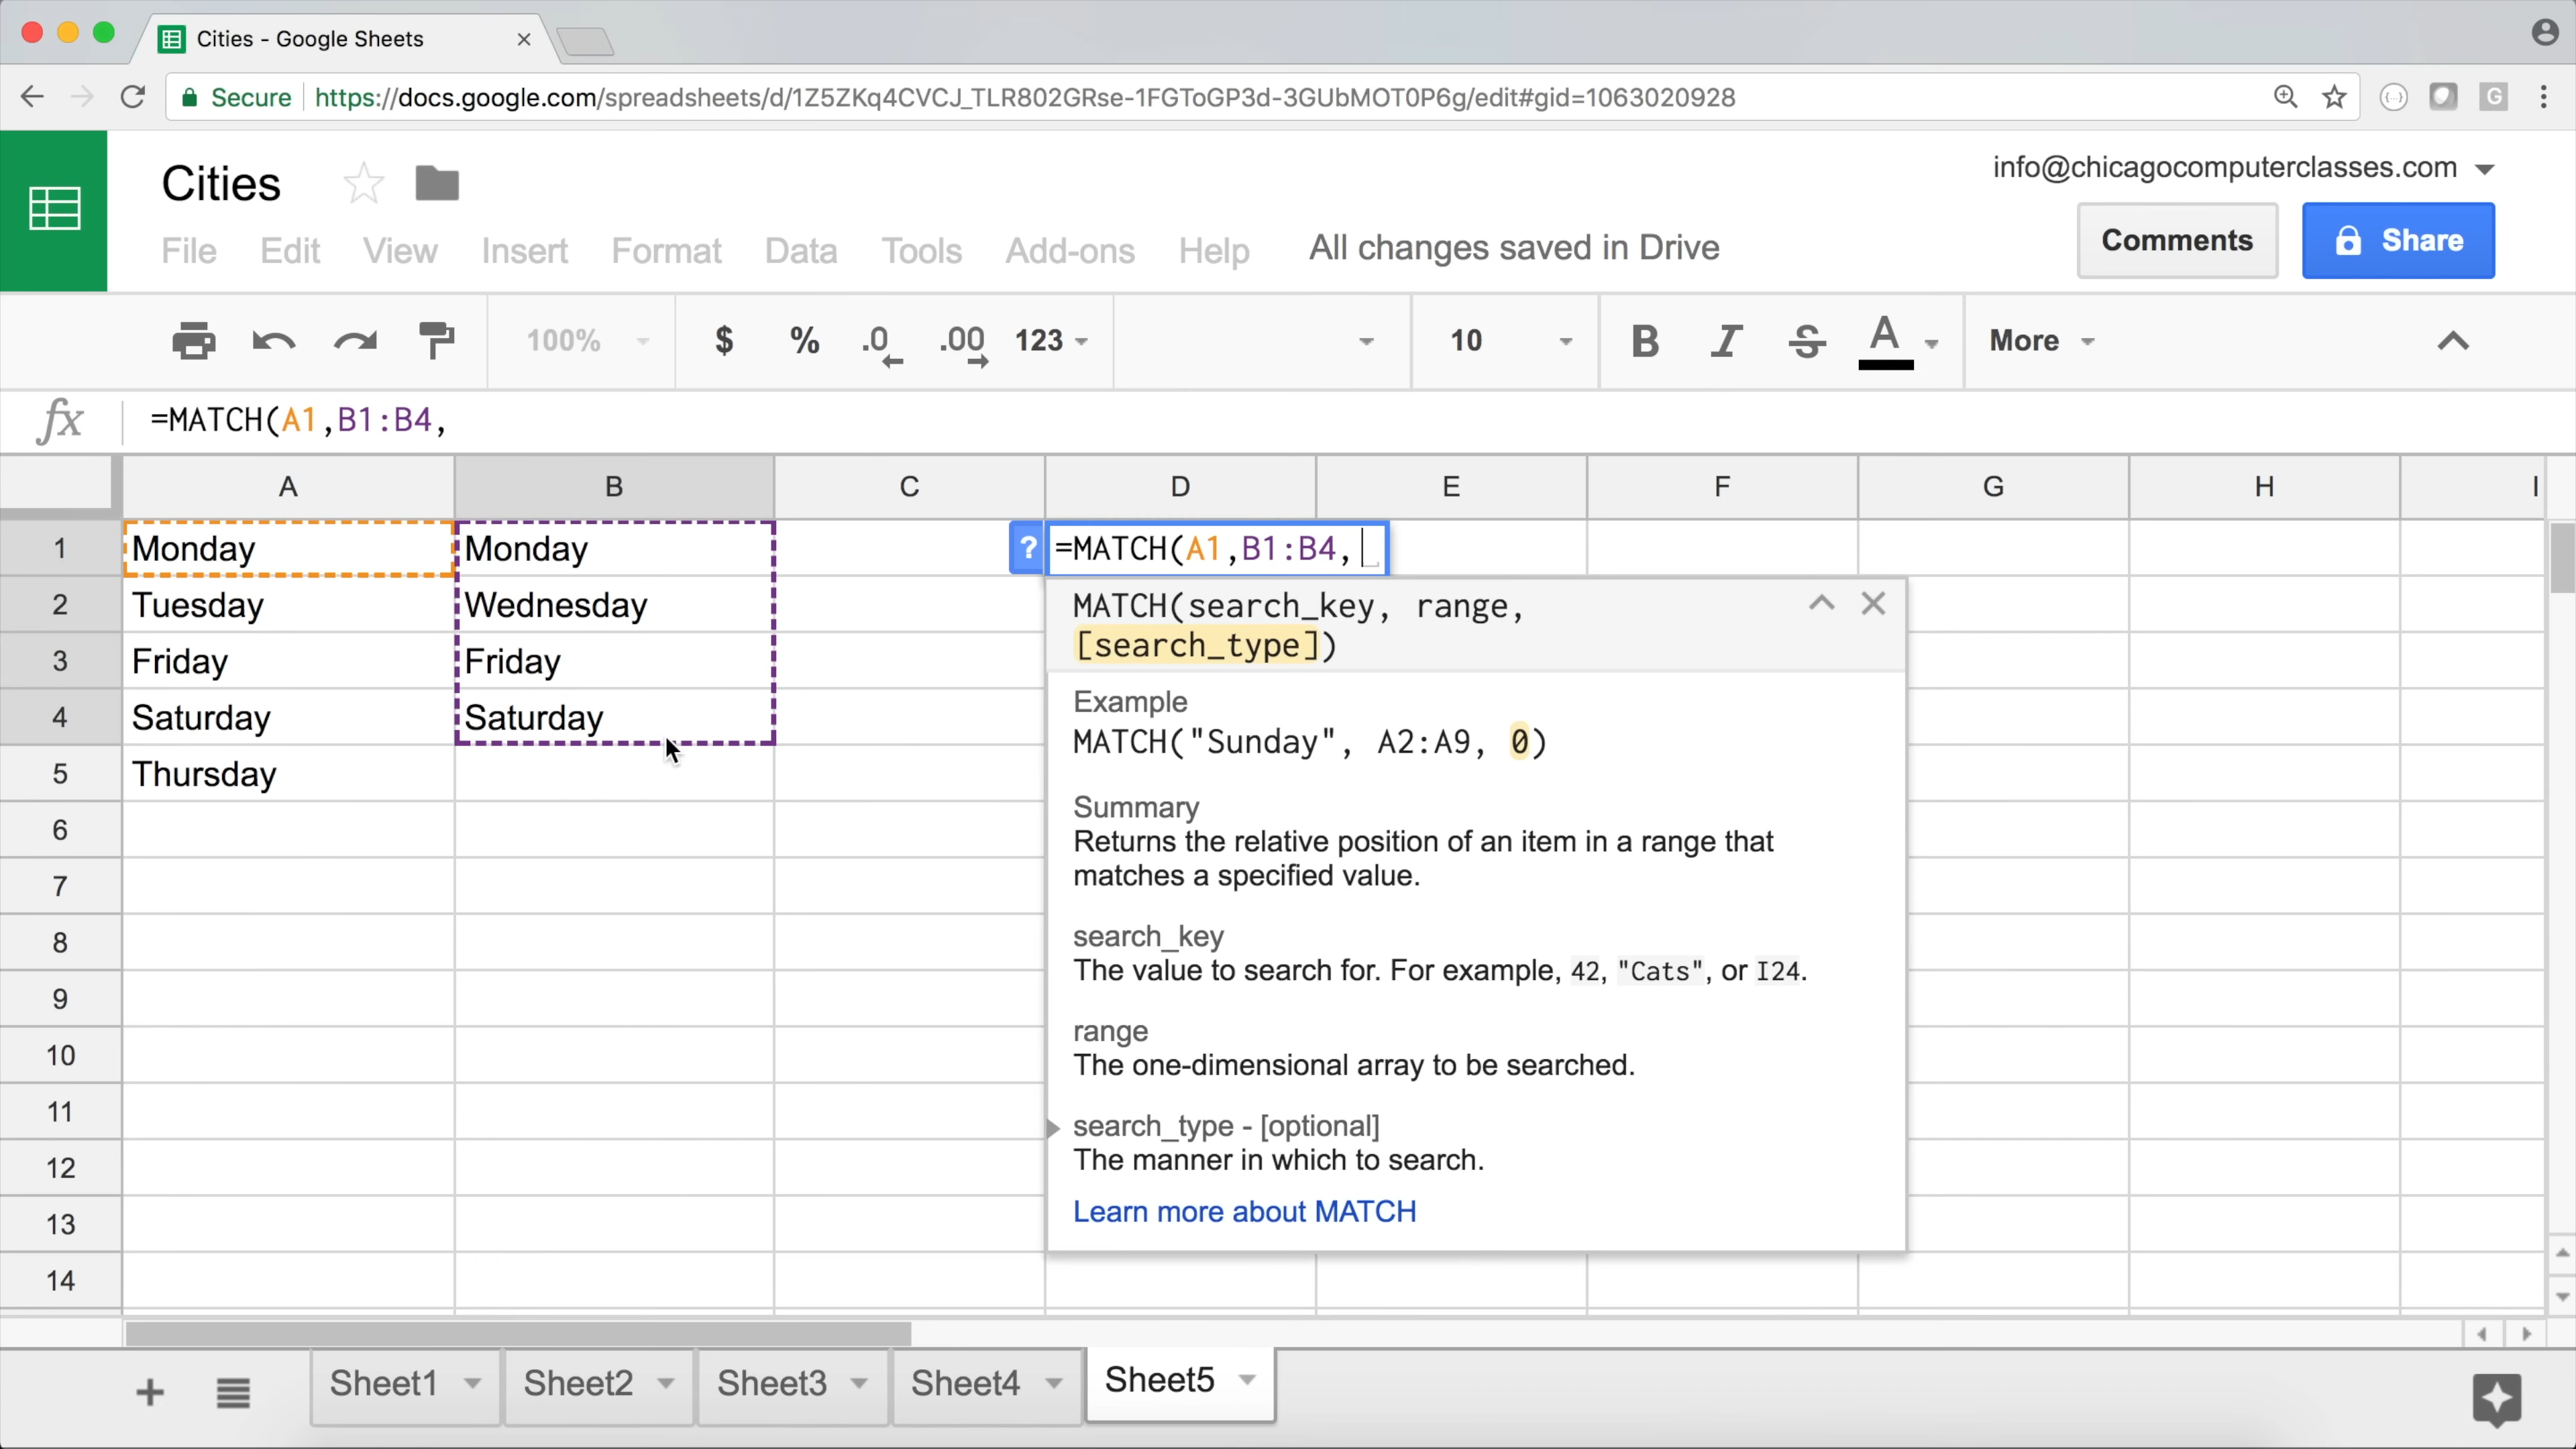 Cities - Google Sheets
Secure https://docs.google.com/spreadsheets/d/1Z5ZKq4CVCJ_TLR802GRse-1FGToGP3d-3GUbMOT0P6g/edit#gid=1063020928
G
Cities
info@chicagocomputerclasses.com
File Edit View Insert Format Data Tools Add-ons Help All changes saved in Drive
Comments Share
100% $ % .0 .00 123 10 B I S A More
fx =MATCH(A1,B1:B4,
A B C D E F G H I
1 Monday Monday ? =MATCH(A1,B1:B4,
2 Tuesday Wednesday
3 Friday Friday
4 Saturday Saturday
5 Thursday
6
7
8
9
10
11
12
13
14
MATCH(search_key, range,
[search_type])
Example
MATCH("Sunday", A2:A9, 0)
Summary
Returns the relative position of an item in a range that
matches a specified value.
search_key
The value to search for. For example, 42, "Cats", or I24.
range
The one-dimensional array to be searched.
search_type - [optional]
The manner in which to search.
Learn more about MATCH
Sheet1 Sheet2 Sheet3 Sheet4 Sheet5